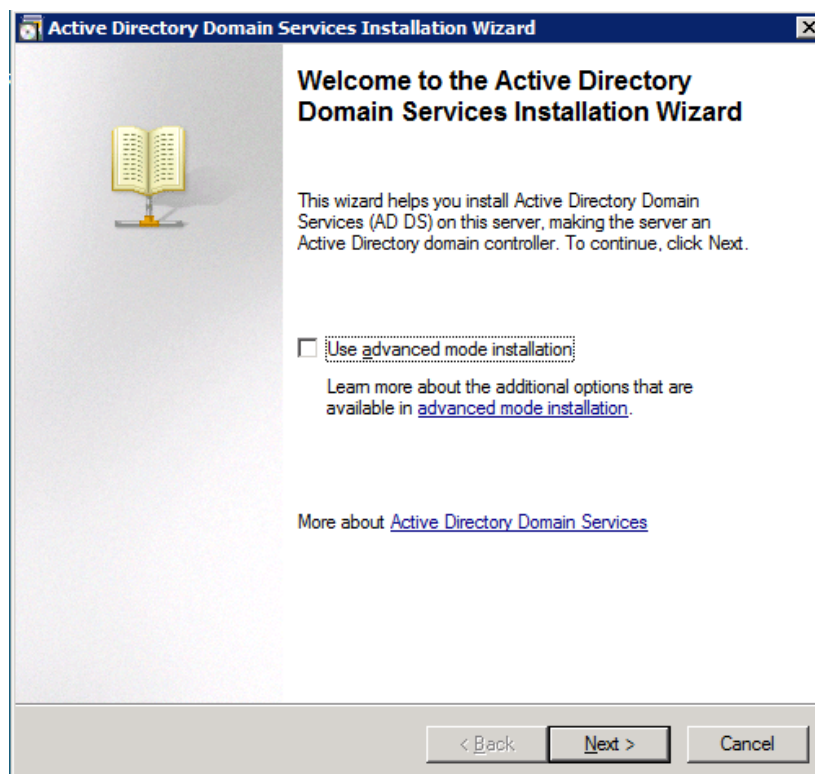 Active Directory Domain Services Installation Wizard
Welcome to the Active Directory
Domain Services Installation Wizard
This wizard helps you install Active Directory Domain
Services (AD DS) on this server, making the server an
Active Directory domain controller. To continue, click Next.
Use advanced mode installation
Learn more about the additional options that are
available in advanced mode installation.
More about Active Directory Domain Services
< Back Next > Cancel